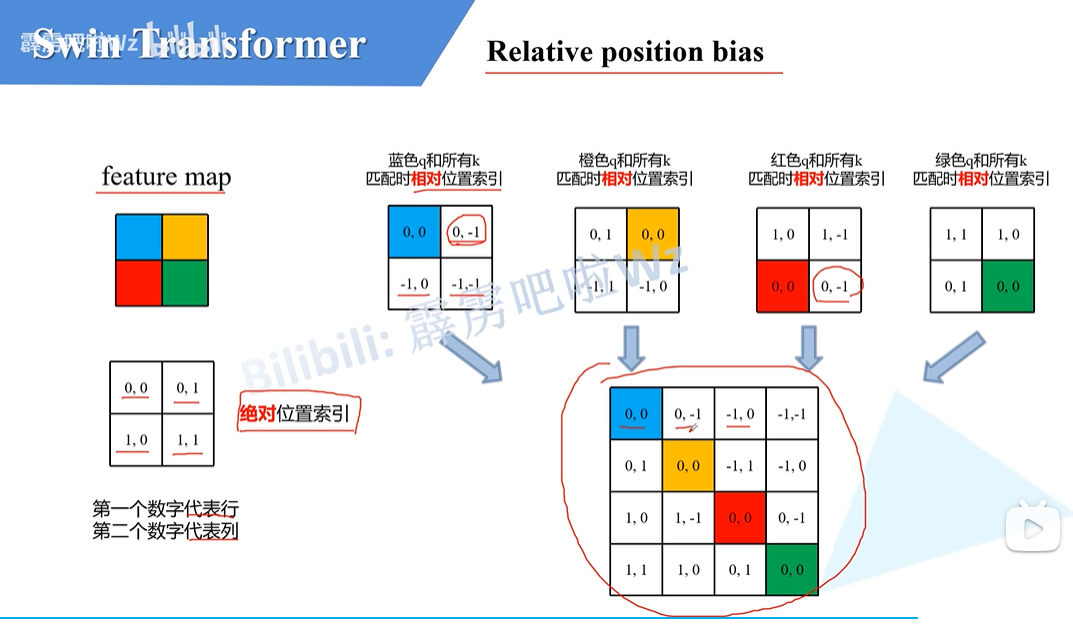 Swin Transformer
霹雳吧啦Wz
bilibili
Relative position bias
feature map
蓝色q和所有k
匹配时相对位置索引
橙色q和所有k
匹配时相对位置索引
红色q和所有k
匹配时相对位置索引
绿色q和所有k
匹配时相对位置索引
0, 0 0, -1
-1, 0 -1,-1
0, 1 0, 0
-1, 1 -1, 0
1, 0 1, -1
0, 0 0, -1
1, 1 1, 0
0, 1 0, 0
Bilibili: 霹雳吧啦Wz
0, 0 0, 1
1, 0 1, 1
绝对位置索引
第一个数字代表行
第二个数字代表列
0, 0 0, -1 -1, 0 -1,-1
0, 1 0, 0 -1, 1 -1, 0
1, 0 1, -1 0, 0 0, -1
1, 1 1, 0 0, 1 0, 0